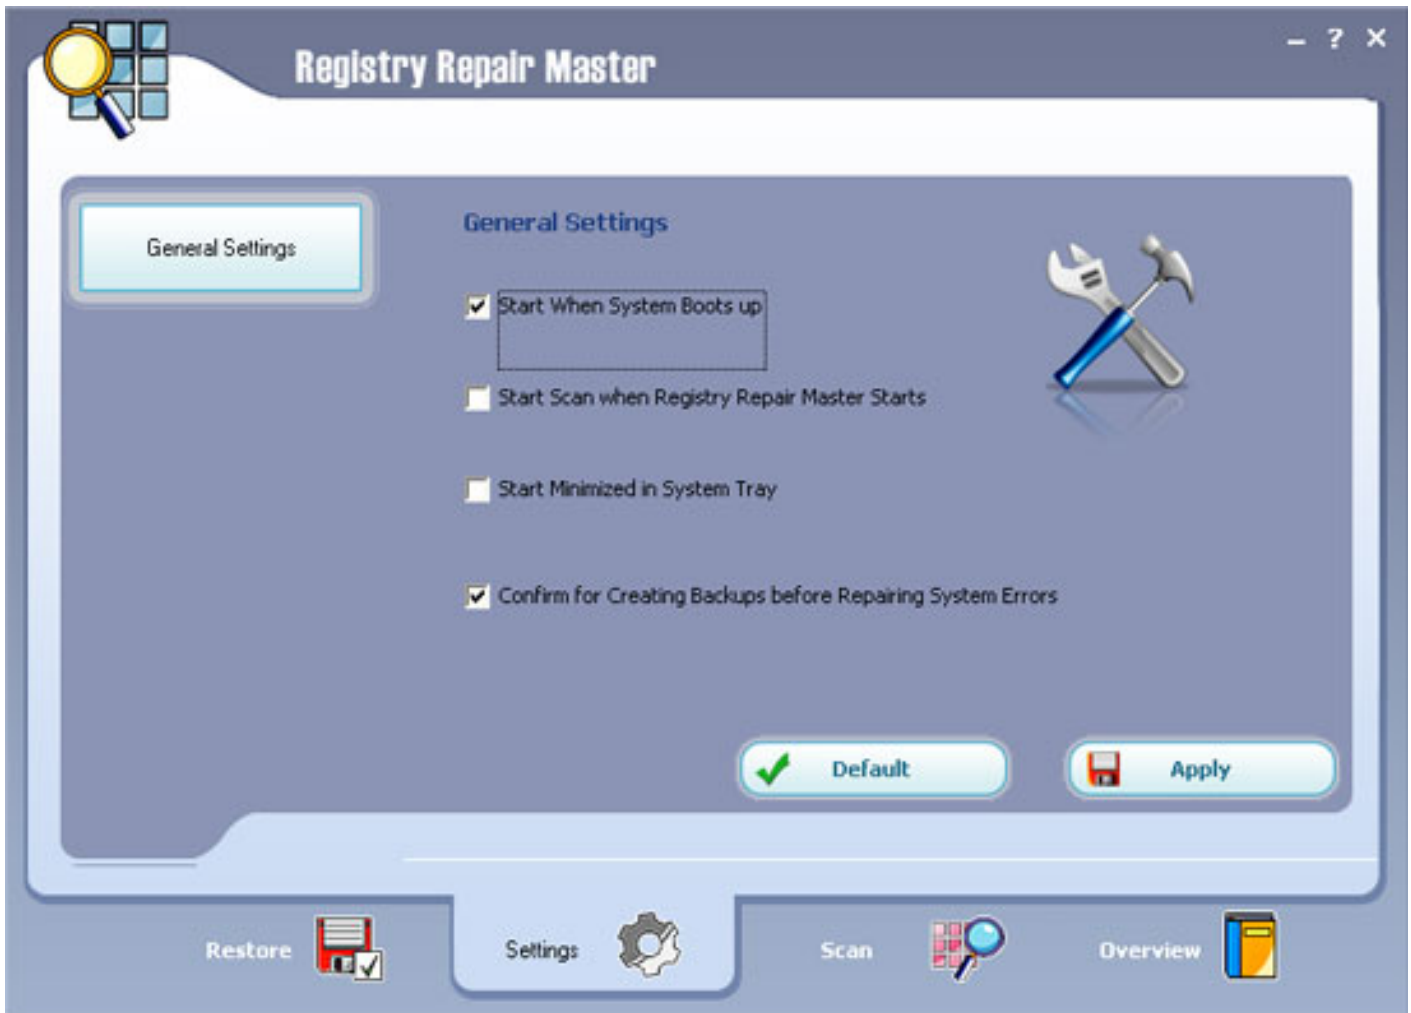 Registry Repair Master
General Settings
General Settings
Start When System Boots up
Start Scan when Registry Repair Master Starts
Start Minimized in System Tray
Confirm for Creating Backups before Repairing System Errors
Default
Apply
Restore
Settings
Scan
Overview